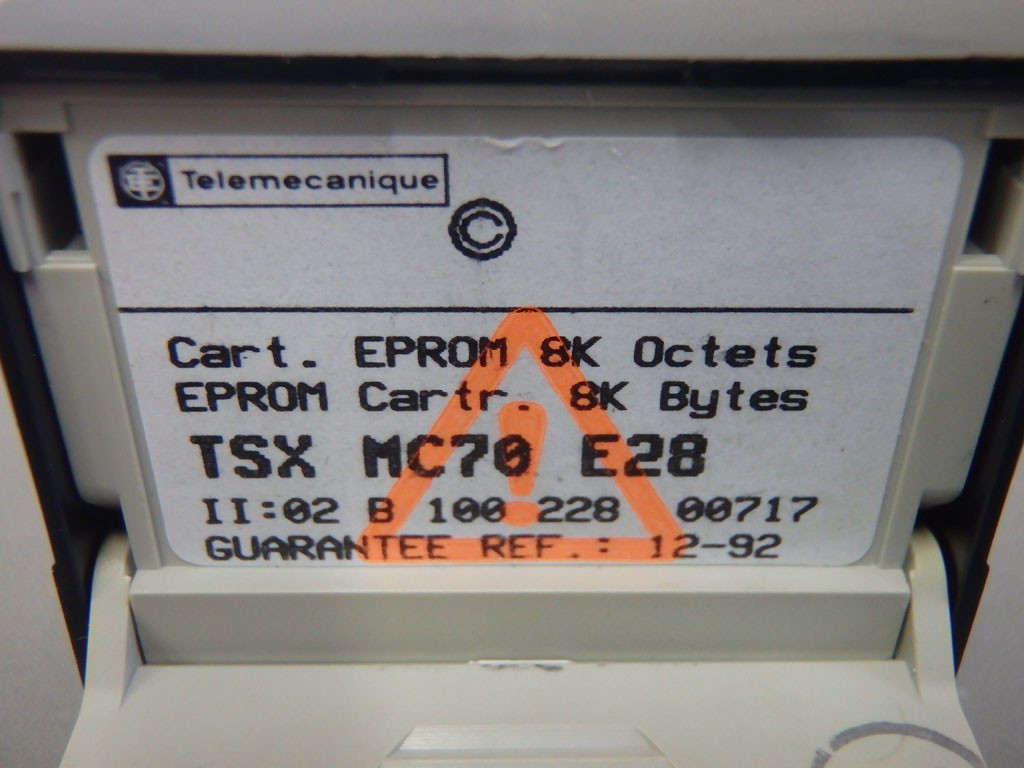 Telemecanique
©
Cart. EPROM 8K Octets
EPROM Cartr. 8K Bytes
TSX MC70 E28
II:02 B 100 228 00717
GUARANTEE REF.: 12-92